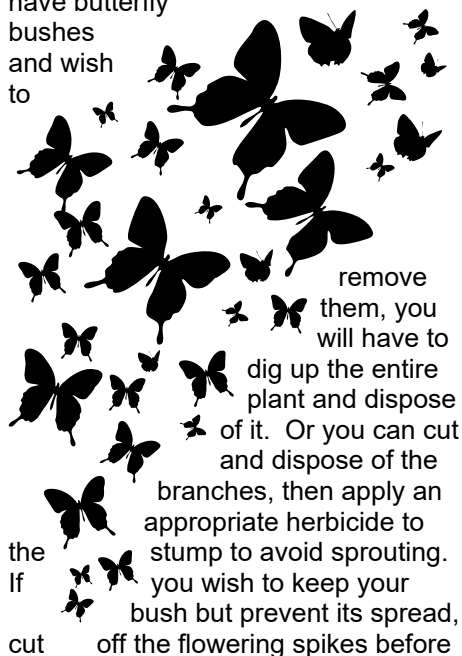 have butterfly
bushes
and wish
to
remove
them, you
will have to
dig up the entire
plant and dispose
of it.  Or you can cut
and dispose of the
branches, then apply an
appropriate herbicide to
the stump to avoid sprouting.
If you wish to keep your
bush but prevent its spread,
cut off the flowering spikes before